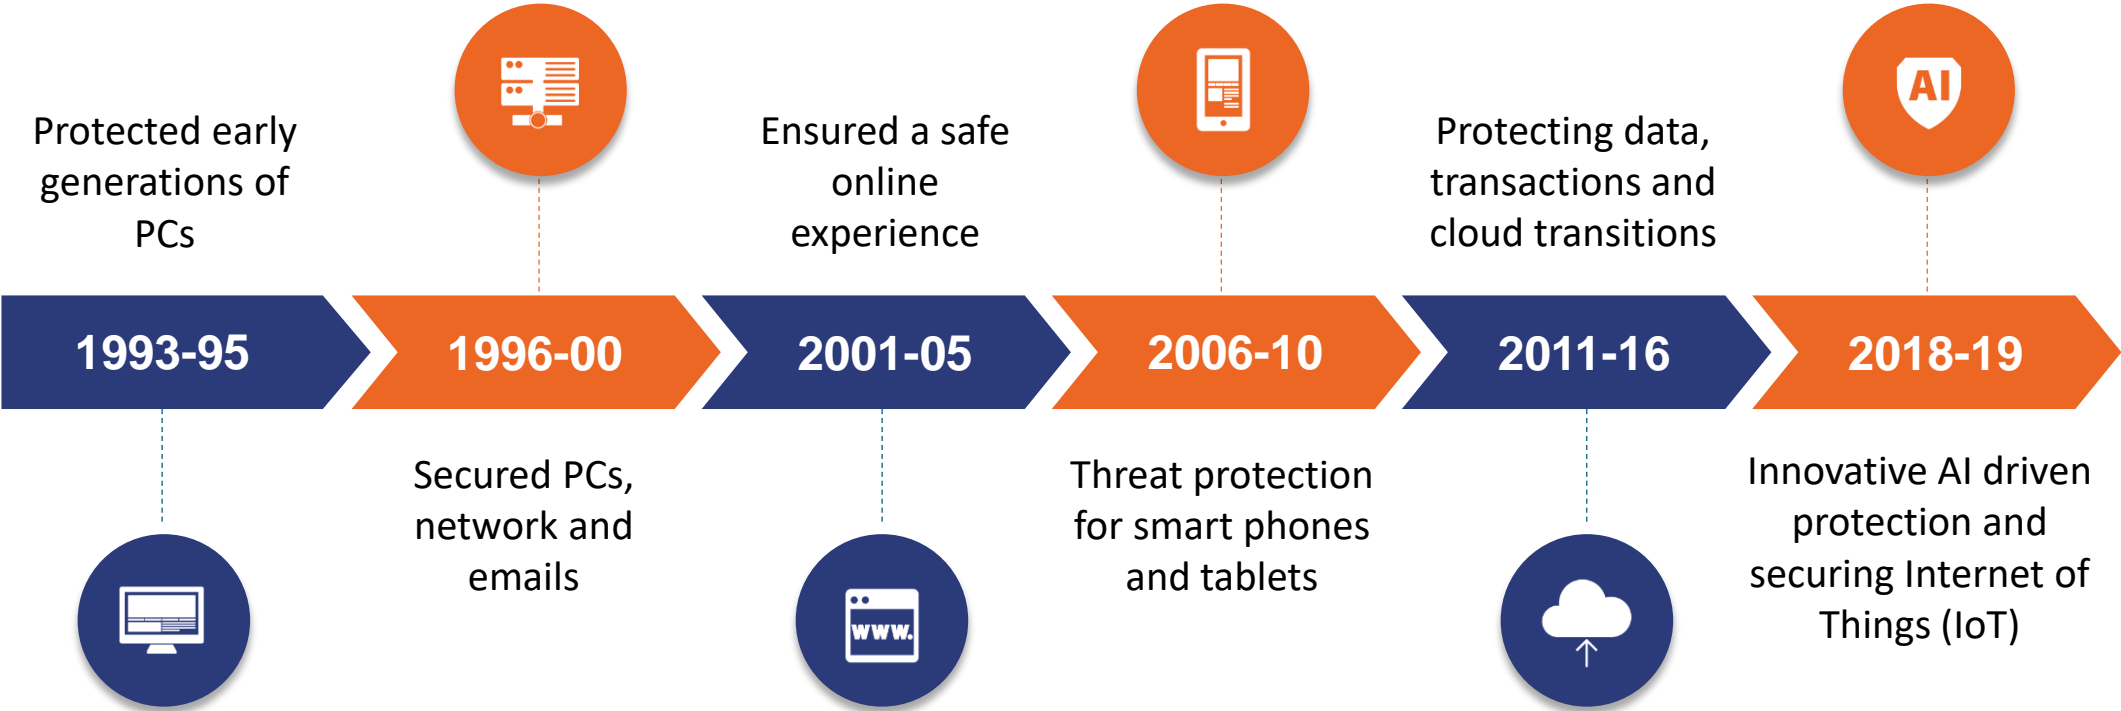 Protected early
generations of
PCs
1993-95
1996-00
Secured PCs,
network and
emails
Ensured a safe
online
experience
2001-05
www.
2006-10
Threat protection
for smart phones
and tablets
Protecting data,
transactions and
cloud transitions
2011-16
AI
2018-19
Innovative AI driven
protection and
securing Internet of
Things (IoT)